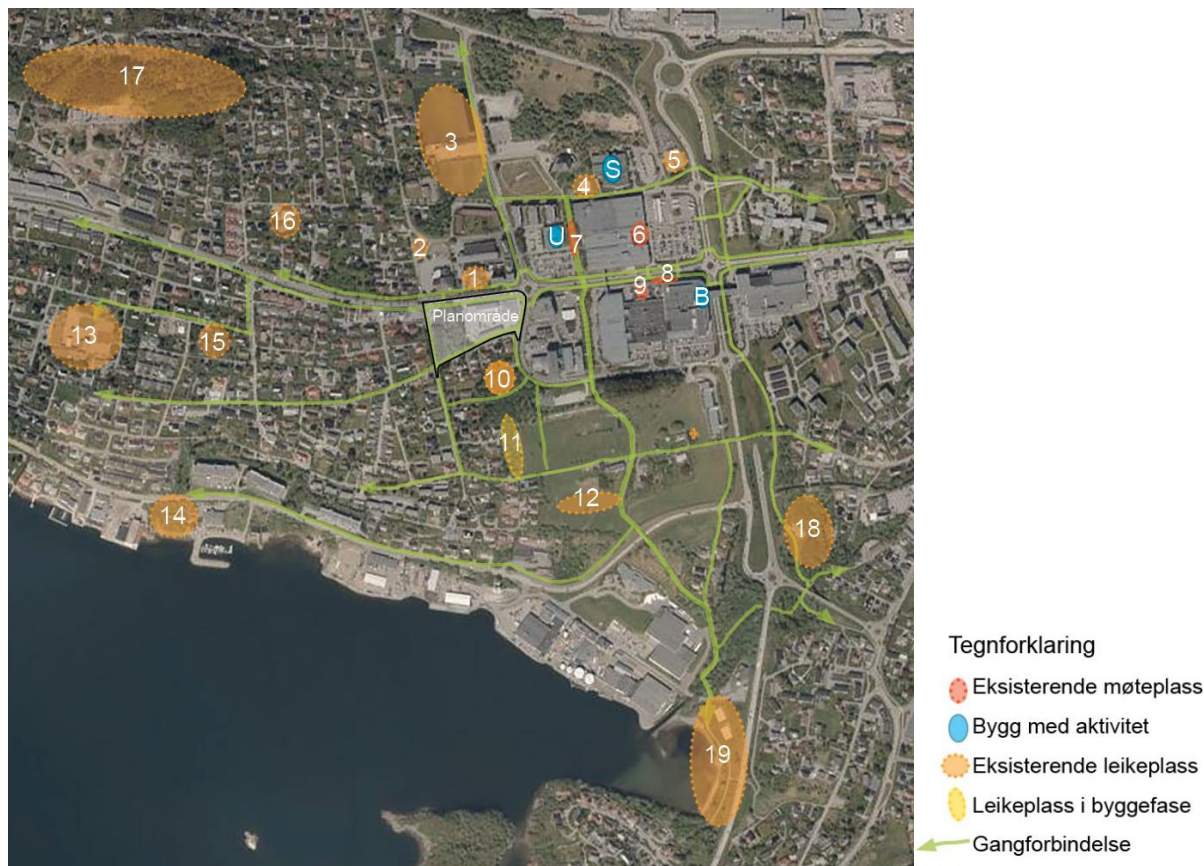 17
3
S
5
4
16
2
U
7
6
1
8
9
B
Planområde
13
15
10
11
12
14
18
19
Tegnforklaring
Eksisterende møteplass
Bygg med aktivitet
Eksisterende leikeplass
Leikeplass i byggefase
Gangforbindelse